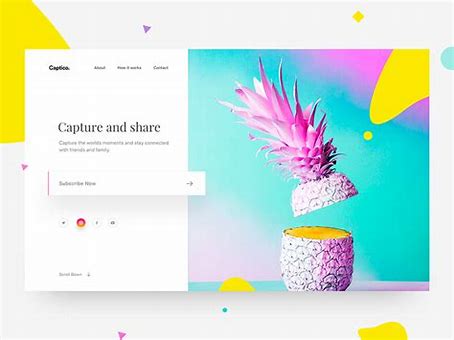 Captico.
About How it works Contact
Capture and share
Capture the worlds moments and stay connected
with friends and family.
Subscribe Now
Scroll Down